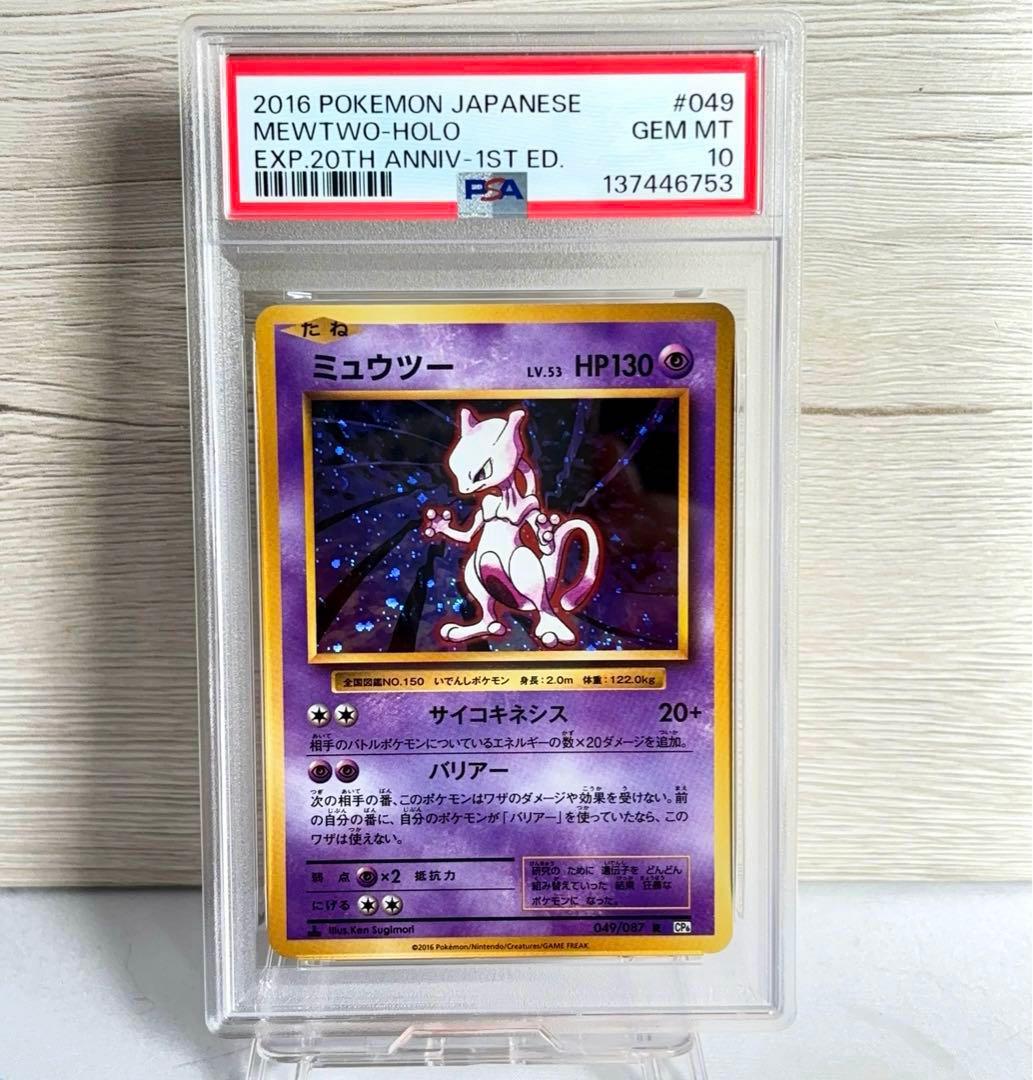 2016 POKEMON JAPANESE #049
MEWTWO-HOLO GEM MT
EXP.20TH ANNIV-1ST ED. 10
PSA 137446753
たね
ミュウツー LV.53 HP130
全国図鑑NO.150 いでんしポケモン 身長:2.0m 体重:122.0kg
サイコキネシス 20+
相手のバトルポケモンについているエネルギーの数×20ダメージを追加。
バリアー
次の相手の番、このポケモンはワザのダメージや効果を受けない。前
の自分の番に、自分のポケモンが「バリアー」を使っていたなら、この
ワザは使えない。
弱点 ×2 抵抗力
にげる
研究の ために 遺伝子を どんどん
組み替えていった 結果 狂暴な
ポケモンに なった。
Illus.Ken Sugimori 049/087 R CP6
©2016 Pokémon/Nintendo/Creatures/GAME FREAK.